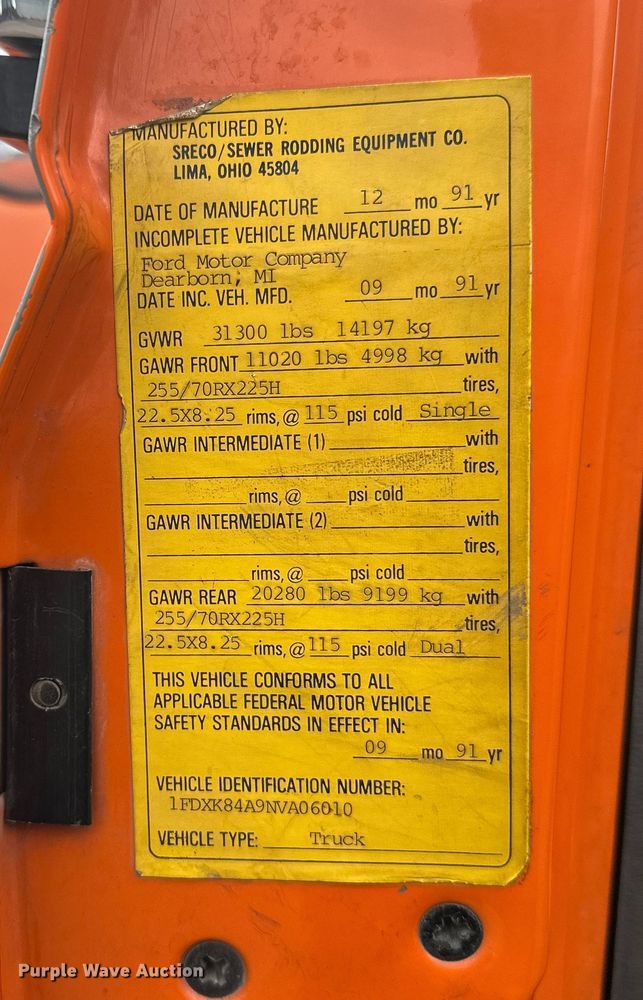 MANUFACTURED BY:
SRECO/SEWER RODDING EQUIPMENT CO.
LIMA, OHIO 45804
DATE OF MANUFACTURE 12 mo 91 yr
INCOMPLETE VEHICLE MANUFACTURED BY:
Ford Motor Company
Dearborn, MI
DATE INC. VEH. MFD. 09 mo 91 yr
GVWR 31300 lbs 14197 kg
GAWR FRONT 11020 lbs 4998 kg with
255/70RX225H tires,
22.5X8.25 rims, @ 115 psi cold Single
GAWR INTERMEDIATE (1) with
tires,
rims, @ psi cold
GAWR INTERMEDIATE (2) with
tires,
rims, @ psi cold
GAWR REAR 20280 lbs 9199 kg with
255/70RX225H tires,
22.5X8.25 rims, @ 115 psi cold Dual
THIS VEHICLE CONFORMS TO ALL
APPLICABLE FEDERAL MOTOR VEHICLE
SAFETY STANDARDS IN EFFECT IN:
09 mo 91 yr
VEHICLE IDENTIFICATION NUMBER:
1FDXK84A9NVA06010
VEHICLE TYPE: Truck
Purple Wave Auction